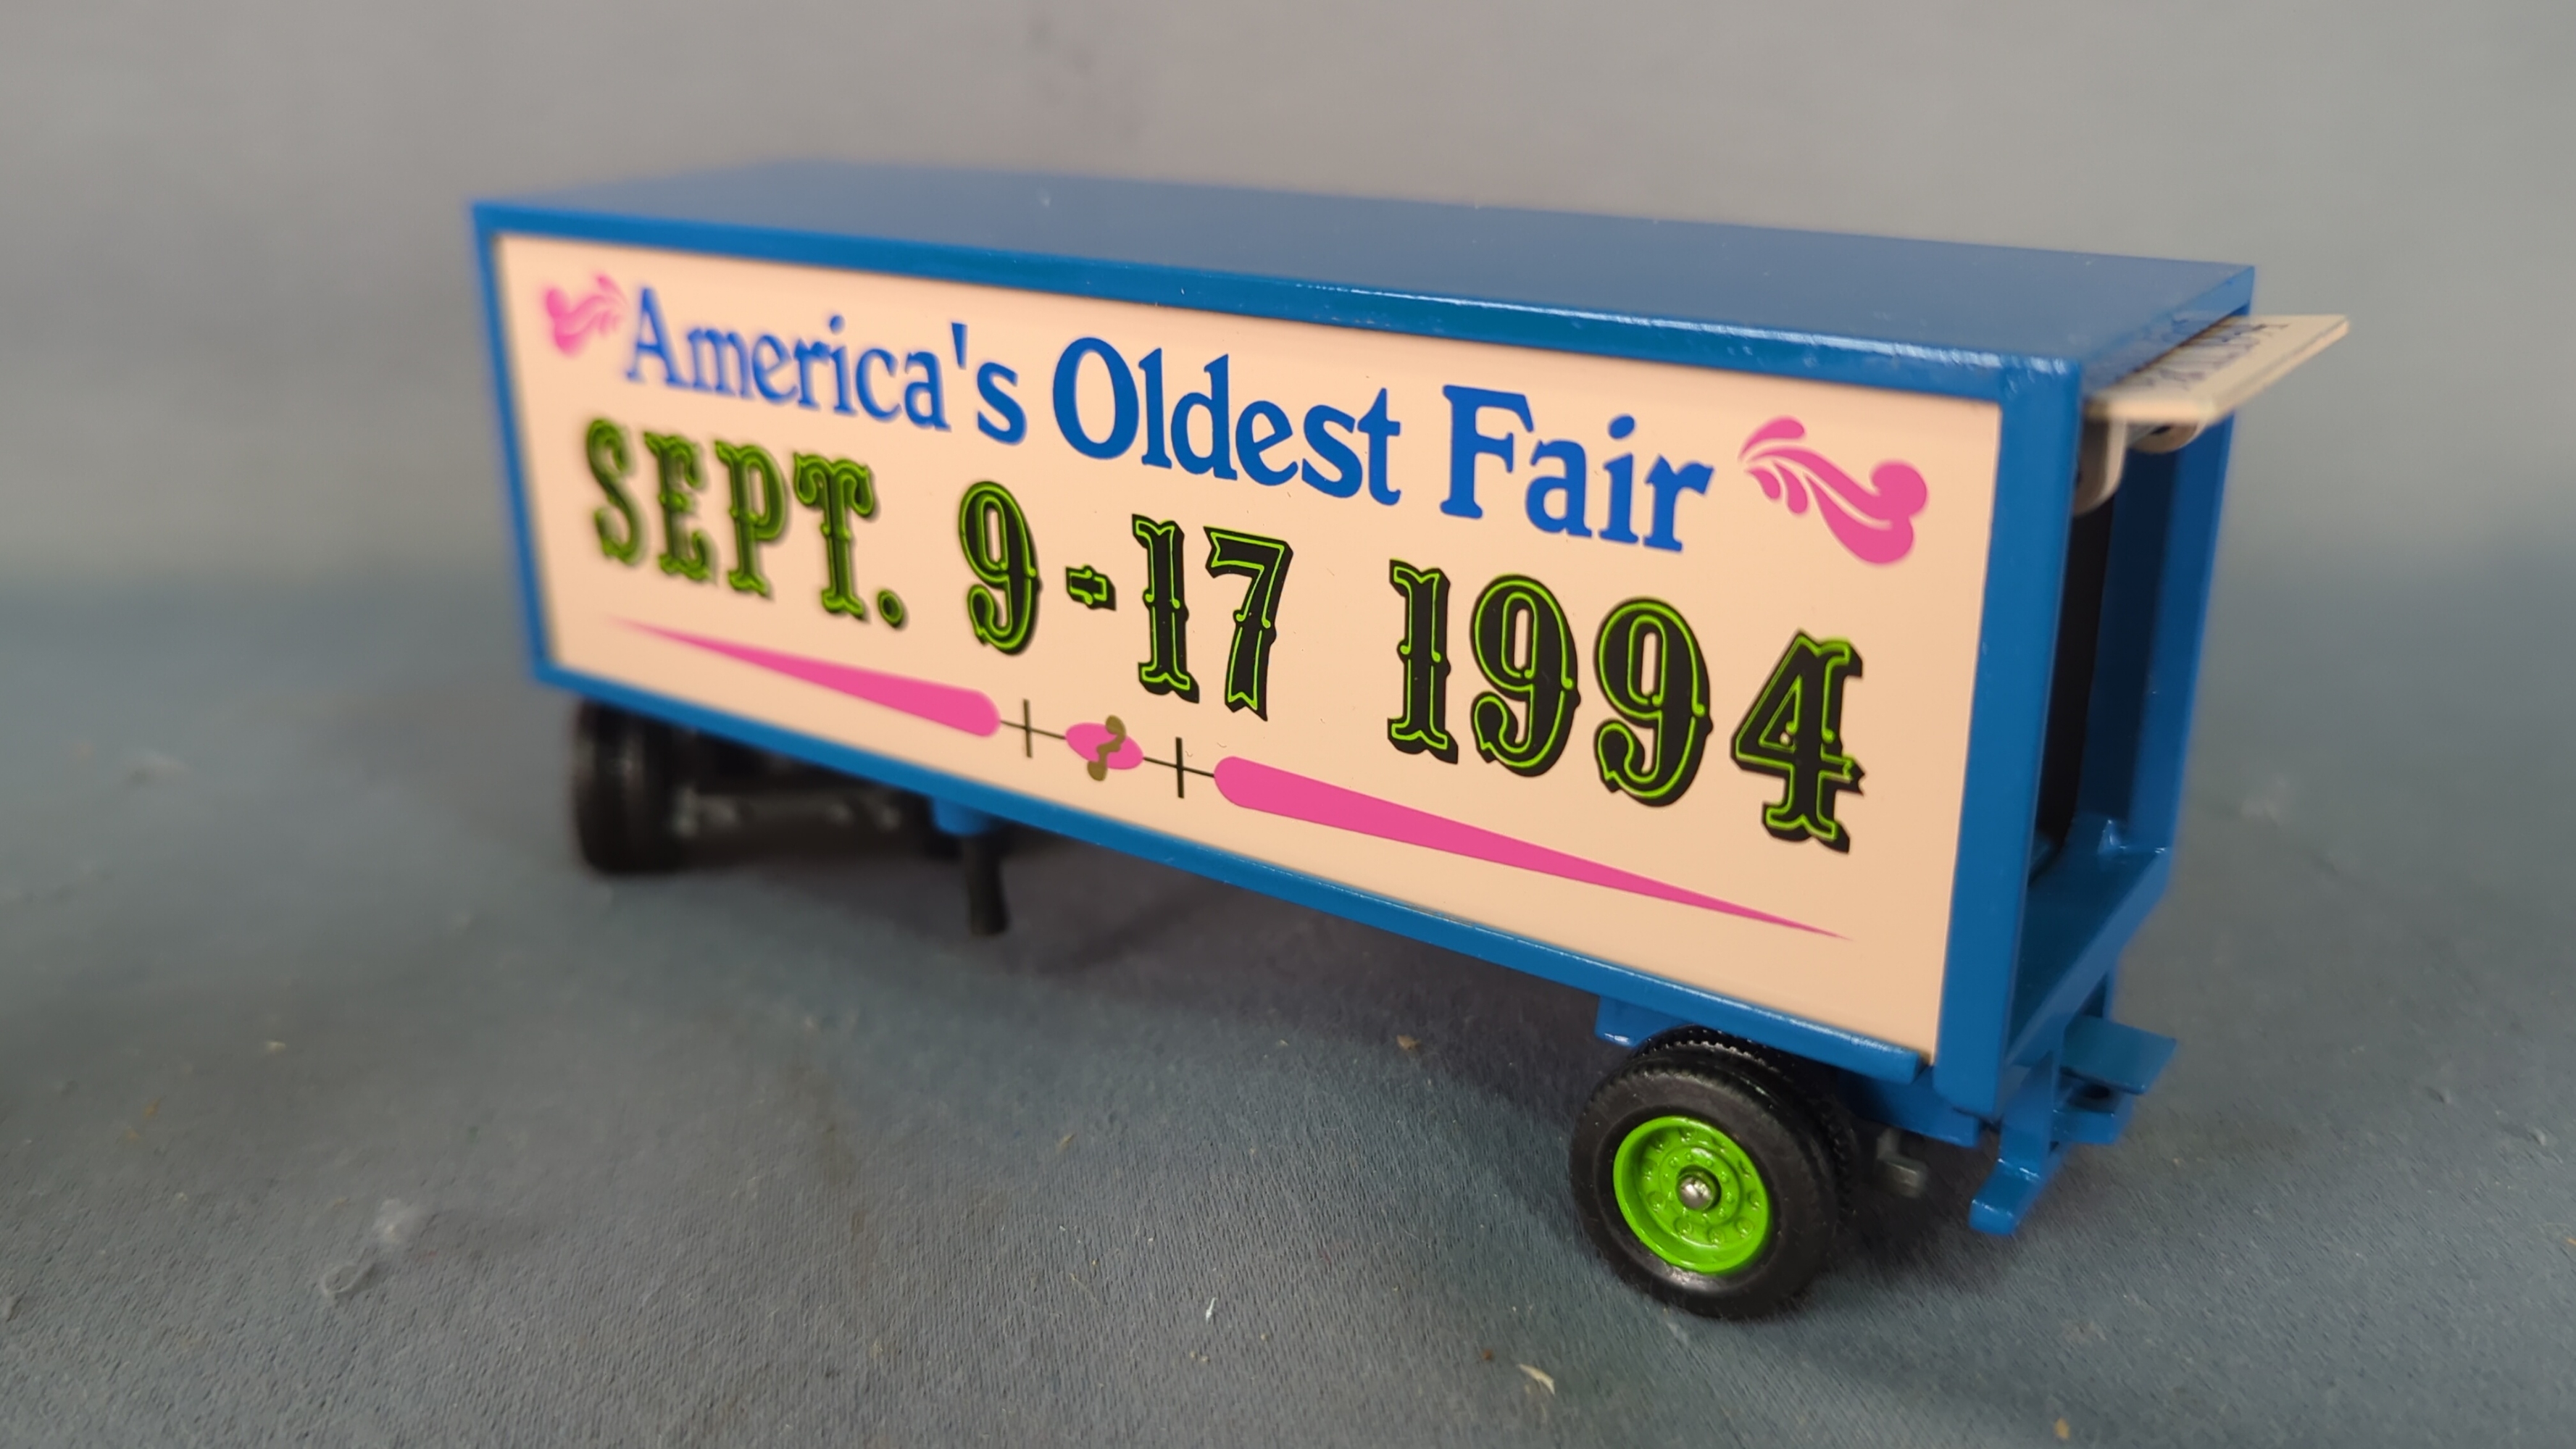 America's Oldest Fair
SEPT. 9-17 1994